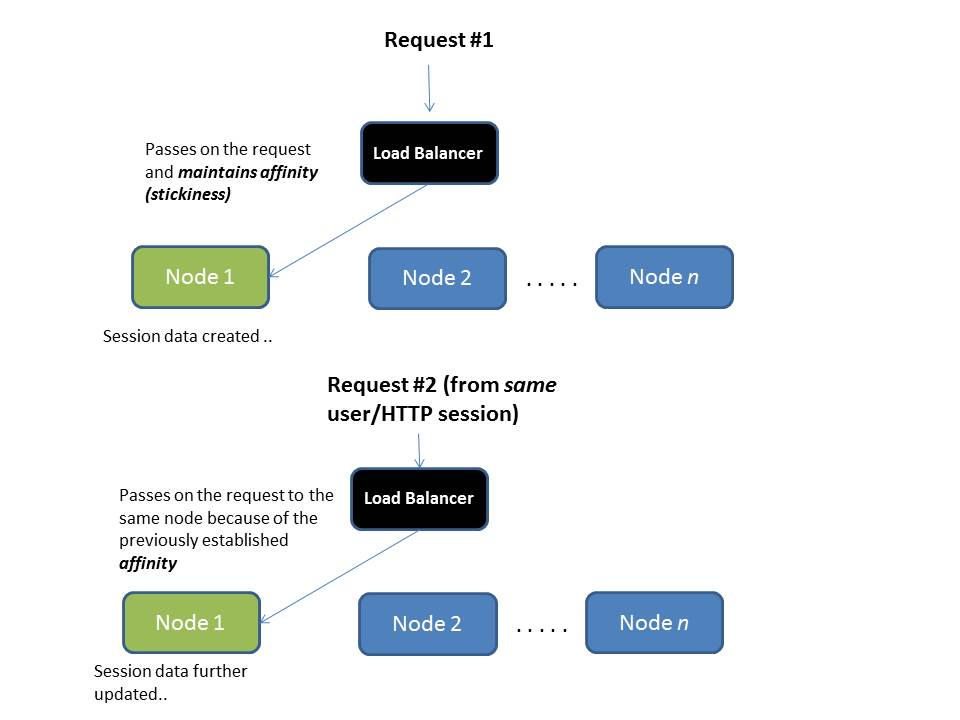 Request #1
Load Balancer
Passes on the request
and maintains affinity
(stickiness)
Node 1
Node 2
. . . . .
Node n
Session data created ..
Request #2 (from same
user/HTTP session)
Load Balancer
Passes on the request to the
same node because of the
previously established
affinity
Node 1
Node 2
. . . . .
Node n
Session data further
updated..